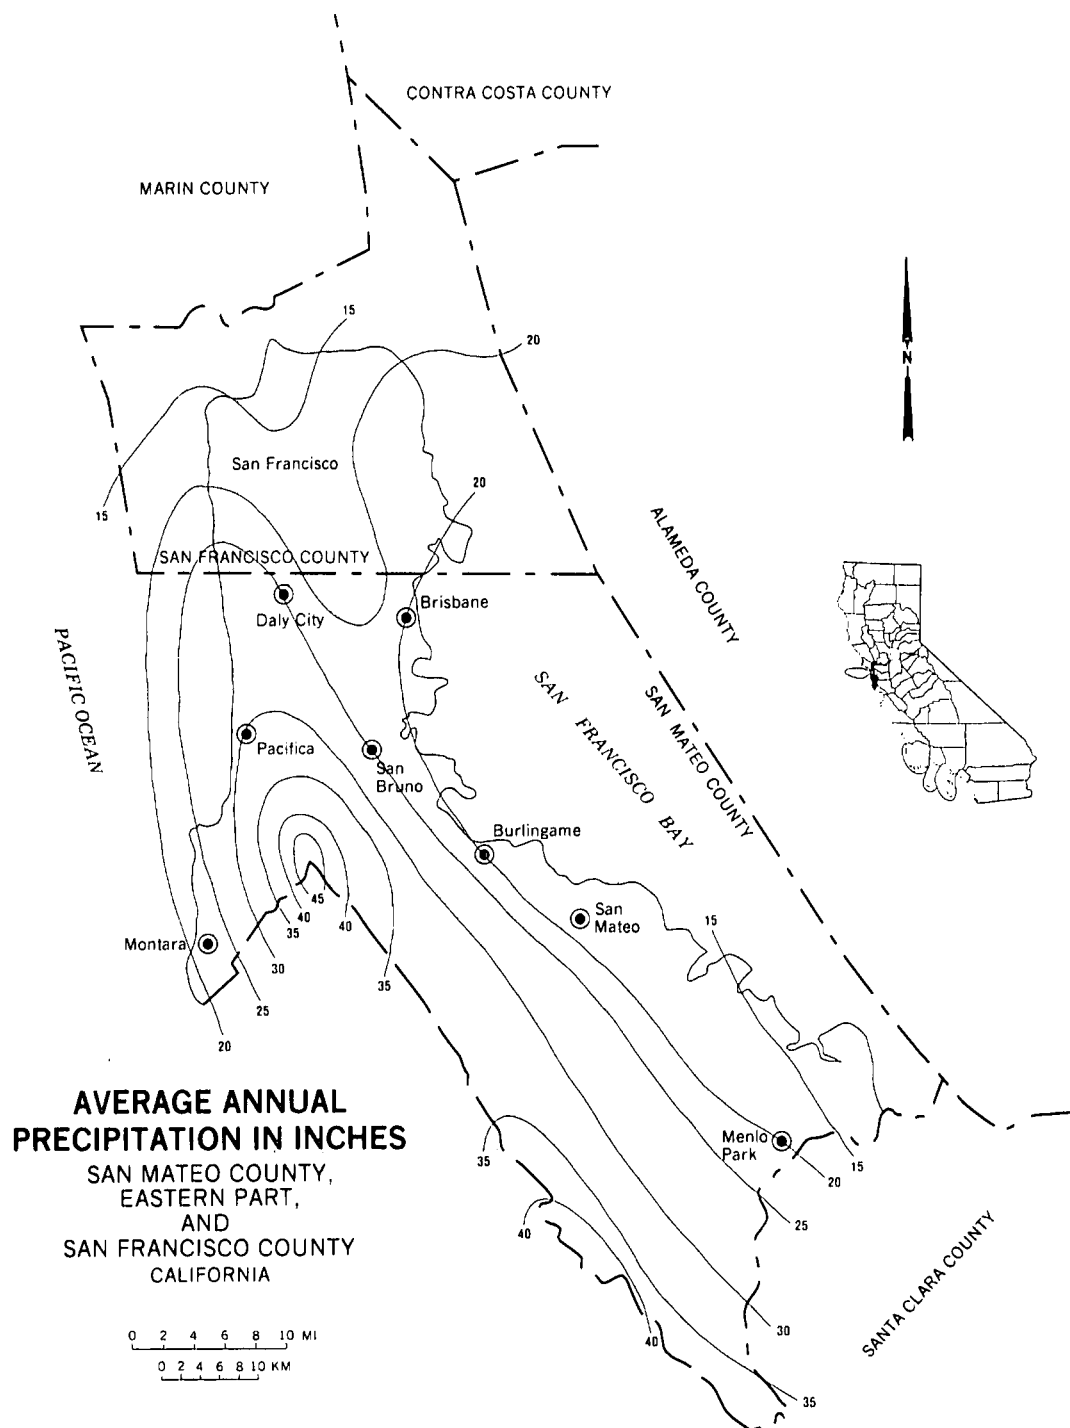 CONTRA COSTA COUNTY
MARIN COUNTY
15
20
N
San Francisco
15
20
SAN FRANCISCO COUNTY
ALAMEDA COUNTY
Daly City
Brisbane
PACIFIC OCEAN
SAN FRANCISCO BAY
SAN MATEO COUNTY
Pacifica
San
Bruno
Burlingame
San
Mateo
15
Montara
45
40
40
35
35
30
25
20
AVERAGE ANNUAL
PRECIPITATION IN INCHES
SAN MATEO COUNTY,
EASTERN PART,
AND
SAN FRANCISCO COUNTY
CALIFORNIA
Menlo
Park
35
15
20
25
40
SANTA CLARA COUNTY
30
40
35
0 2 4 6 8 10 MI
0 2 4 6 8 10 KM